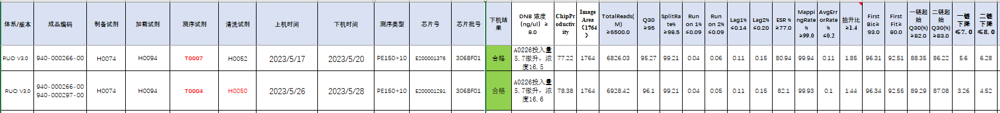 体系/版本
成品编码
制备试剂
加载试剂
测序试剂
清洗试剂
上机时间
下机时间
测序类型
芯片号
芯片批号
下机结
果
DNB 浓度
（ng/ul）≥
8.0
ChipPr
oductiv
ity
Image
Area
（1764
）
TotalReads(
M)
≥6500.0
Q30
≥95
SplitRa
te%
≥98.5
Run
on 1%
≤0.09
Run
on 2%
≤0.09
Lag1%
≤0.14
Lag2%
≤0.20
ESR %
≥77.0
Mappi
ngRate
%
≥99.0
AvgErr
orRate
%
≤0.2
抬升比
≥1.4
First
Bic≥
93.0
First
Fit≥
80.0
一链起
始
Q30(%)
≥82.0
二链起
始
Q30(%)
≥83.0
一链
下降
≤7.0
二链
下降
≤8.0
RUO V3.0
940-000266-00
H0074
H0094
T0007
H0052
2023/5/17
2023/5/20
PE150+10
E200001376
306BF01
合格
A0226投入量
5.7微升，浓
度16.5
77.22
1764
6826.03
95.27
99.21
0.04
0.06
0.11
0.15
80.94
99.94
0.11
1.85
96.31
92.51
88.35
86.22
5.6
6.28
RUO V3.0
940-000266-00
940-000297-00
H0074
H0094
T0004
H0050
2023/5/26
2023/5/28
PE150+10
E200001291
306BF01
合格
A0226投入量
5.7微升，浓
度16.6
78.38
1764
6928.42
96.1
99.21
0.04
0.05
0.11
0.15
82.1
99.93
0.1
1.44
96.34
92.55
89.29
87.08
3.26
4.52